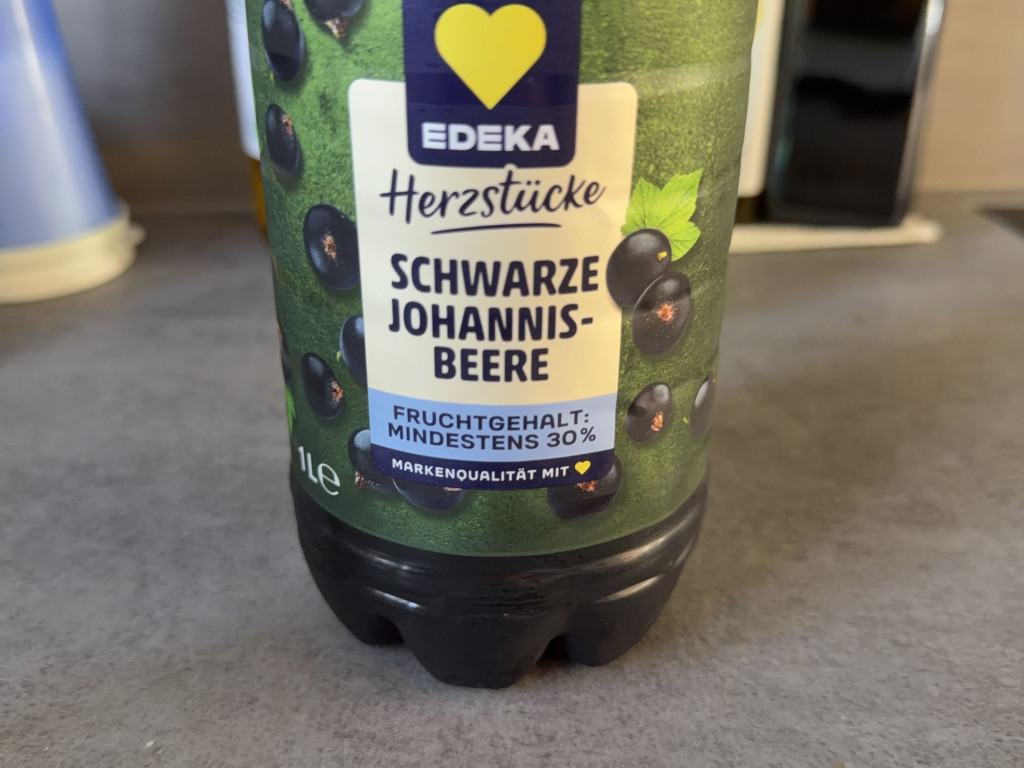 EDEKA
Herzstücke
SCHWARZE
JOHANNIS-
BEERE
FRUCHTGEHALT:
MINDESTENS 30%
MARKENQUALITÄT MIT
1L℮